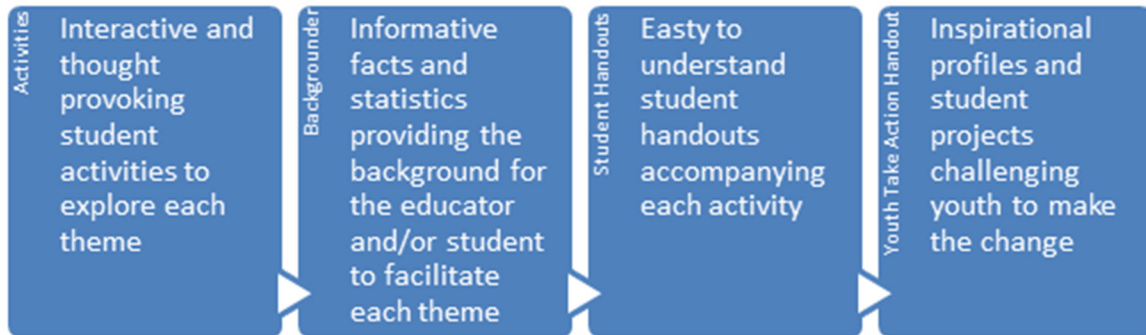 Activities
Interactive and
thought
provoking
student
activities to
explore each
theme
Backgrounder
Informative
facts and
statistics
providing the
background for
the educator
and/or student
to facilitate
each theme
Student Handouts
Easty to
understand
student
handouts
accompanying
each activity
Youth Take Action Handout
Inspirational
profiles and
student
projects
challenging
youth to make
the change